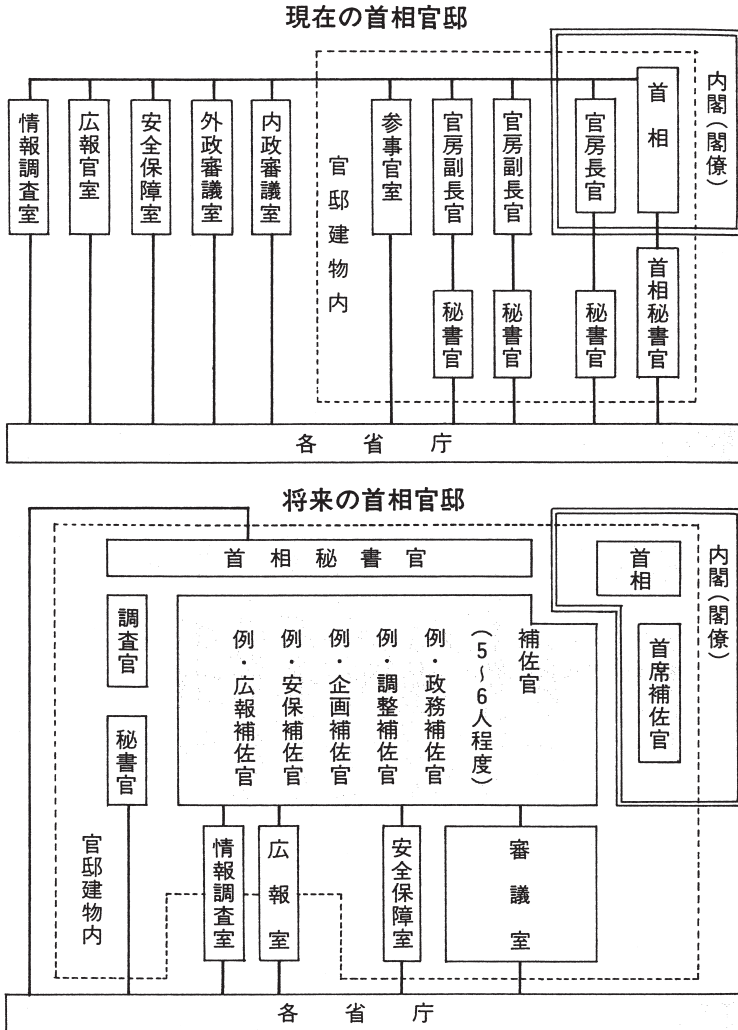 現在の首相官邸
内閣（閣僚）
首相
官房長官
官房副長官
官房副長官
参事官室
官邸建物内
内政審議室
外政審議室
安全保障室
広報官室
情報調査室
首相秘書官
秘書官
秘書官
秘書官
各省庁
将来の首相官邸
内閣（閣僚）
首相
首席補佐官
首相秘書官
補佐官
（5～6人程度）
例・政務補佐官
例・調整補佐官
例・企画補佐官
例・安保補佐官
例・広報補佐官
調査官
秘書官
官邸建物内
審議室
安全保障室
広報室
情報調査室
各省庁